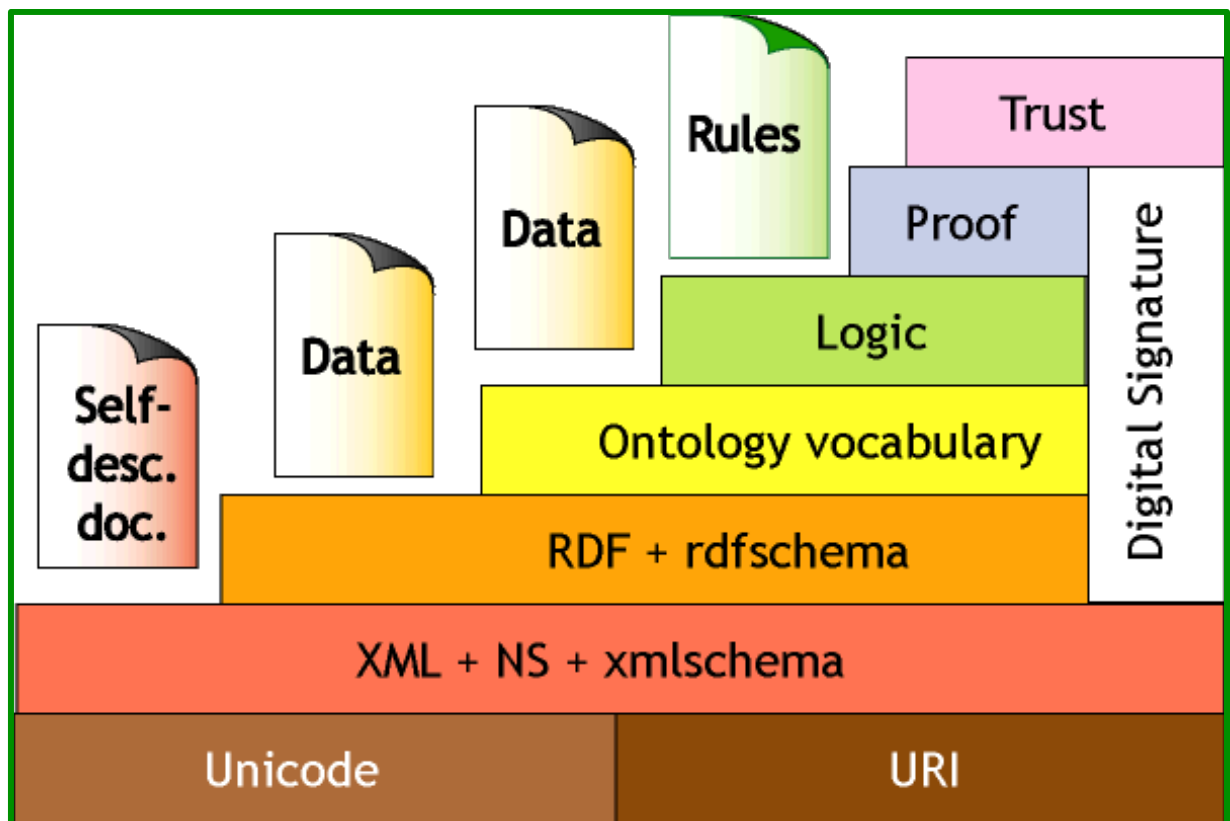 Rules
Trust
Data
Proof
Data
Logic
Self-
desc.
doc.
Ontology vocabulary
Digital Signature
RDF + rdfschema
XML + NS + xmlschema
Unicode
URI